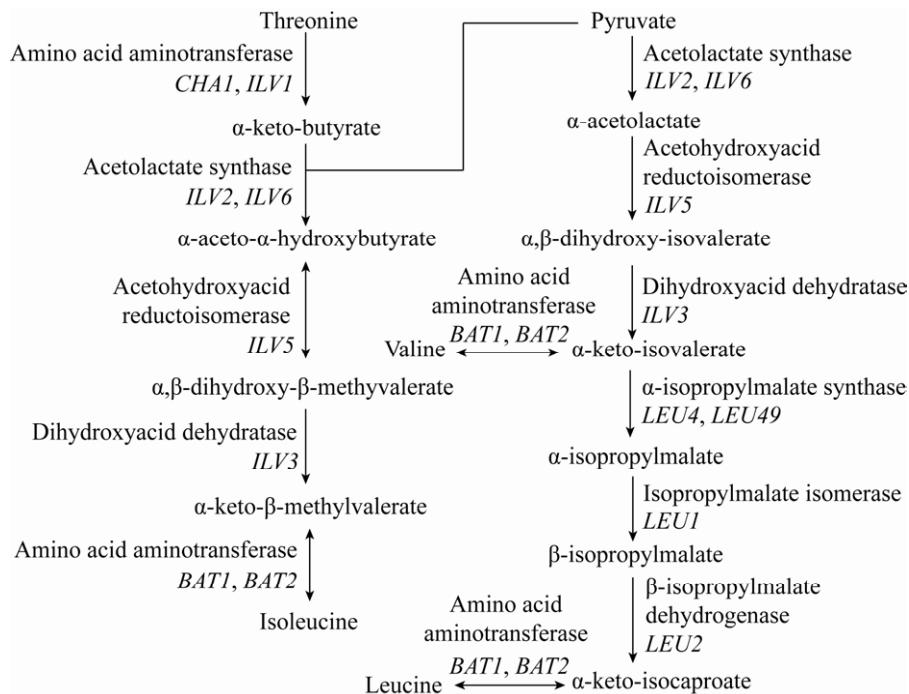 Threonine
Amino acid aminotransferase
CHA1, ILV1
α-keto-butyrate
Acetolactate synthase
ILV2, ILV6
α-aceto-α-hydroxybutyrate
Acetohydroxyacid
reductoisomerase
ILV5
α,β-dihydroxy-β-methyvalerate
Dihydroxyacid dehydratase
ILV3
α-keto-β-methylvalerate
Amino acid aminotransferase
BAT1, BAT2
Isoleucine
Pyruvate
Acetolactate synthase
ILV2, ILV6
α-acetolactate
Acetohydroxyacid
reductoisomerase
ILV5
α,β-dihydroxy-isovalerate
Dihydroxyacid dehydratase
ILV3
Amino acid
aminotransferase
BAT1, BAT2
Valine
α-keto-isovalerate
α-isopropylmalate synthase
LEU4, LEU49
α-isopropylmalate
Isopropylmalate isomerase
LEU1
β-isopropylmalate
β-isopropylmalate
dehydrogenase
LEU2
Amino acid
aminotransferase
BAT1, BAT2
Leucine
α-keto-isocaproate